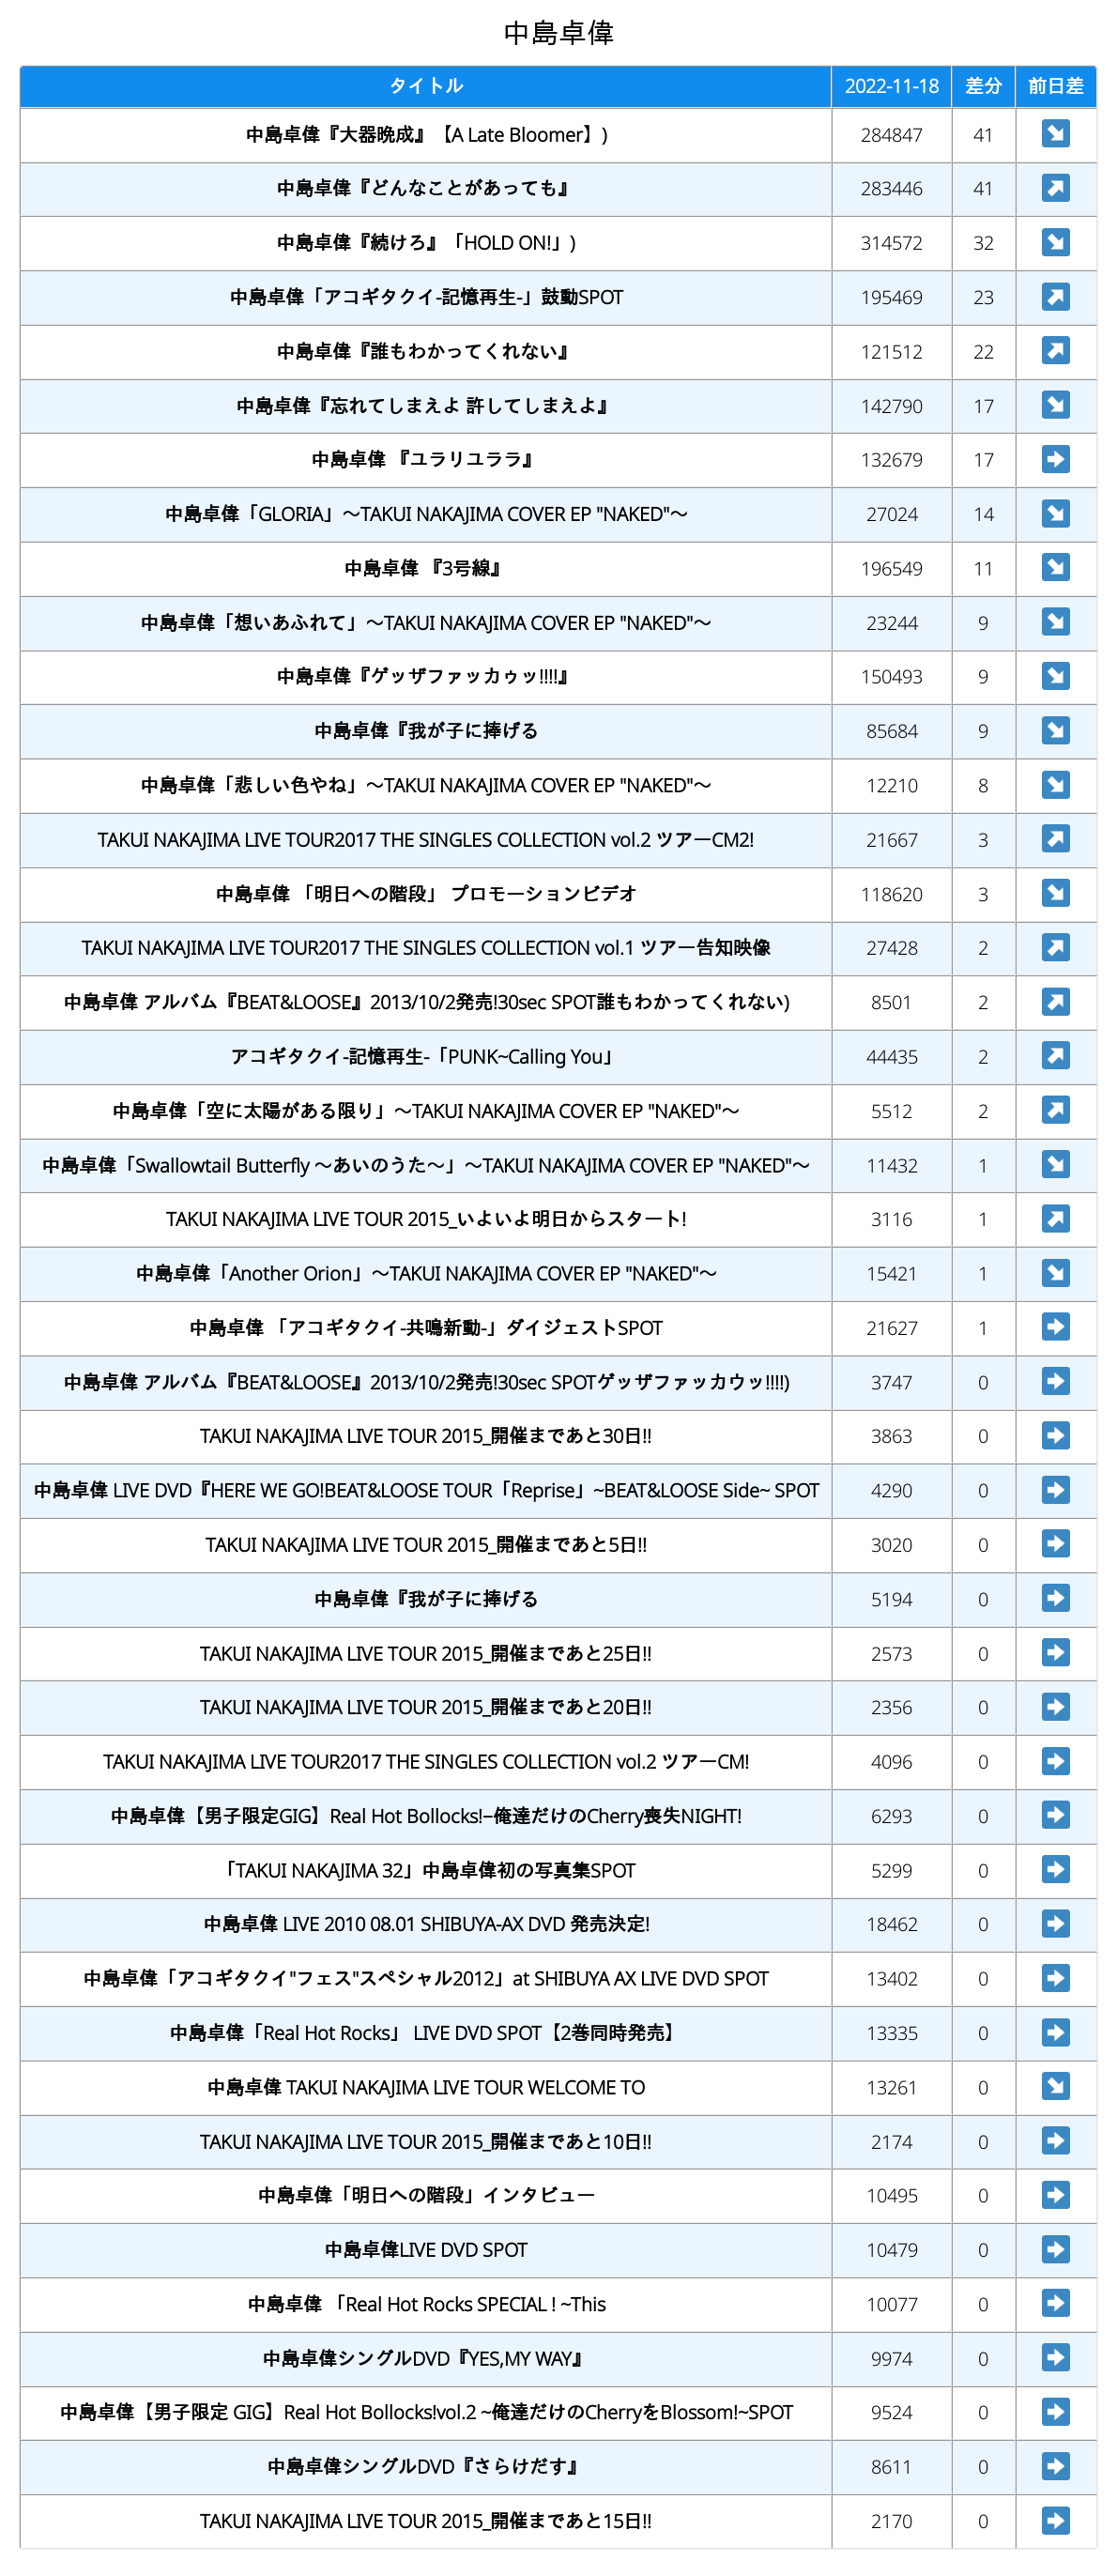 中島卓偉
タイトル 2022-11-18 差分 前日差
中島卓偉『大器晩成』【A Late Bloomer】) 284847 41 ↘
中島卓偉『どんなことがあっても』 283446 41 ↗
中島卓偉『続けろ』「HOLD ON!」) 314572 32 ↘
中島卓偉「アコギタクイ-記憶再生-」鼓動SPOT 195469 23 ↗
中島卓偉『誰もわかってくれない』 121512 22 ↗
中島卓偉『忘れてしまえよ 許してしまえよ』 142790 17 ↘
中島卓偉 『ユラリユララ』 132679 17 ➡
中島卓偉「GLORIA」〜TAKUI NAKAJIMA COVER EP "NAKED"〜 27024 14 ↘
中島卓偉 『3号線』 196549 11 ↘
中島卓偉「想いあふれて」〜TAKUI NAKAJIMA COVER EP "NAKED"〜 23244 9 ↘
中島卓偉『ゲッザファッカゥッ!!!!』 150493 9 ↘
中島卓偉『我が子に捧げる 85684 9 ↘
中島卓偉「悲しい色やね」〜TAKUI NAKAJIMA COVER EP "NAKED"〜 12210 8 ↘
TAKUI NAKAJIMA LIVE TOUR2017 THE SINGLES COLLECTION vol.2 ツアーCM2! 21667 3 ↗
中島卓偉 「明日への階段」 プロモーションビデオ 118620 3 ↘
TAKUI NAKAJIMA LIVE TOUR2017 THE SINGLES COLLECTION vol.1 ツアー告知映像 27428 2 ↗
中島卓偉 アルバム『BEAT&LOOSE』2013/10/2発売!30sec SPOT誰もわかってくれない) 8501 2 ↗
アコギタクイ-記憶再生-「PUNK~Calling You」 44435 2 ↗
中島卓偉「空に太陽がある限り」〜TAKUI NAKAJIMA COVER EP "NAKED"〜 5512 2 ↗
中島卓偉「Swallowtail Butterfly 〜あいのうた〜」〜TAKUI NAKAJIMA COVER EP "NAKED"〜 11432 1 ↘
TAKUI NAKAJIMA LIVE TOUR 2015_いよいよ明日からスタート! 3116 1 ↗
中島卓偉「Another Orion」〜TAKUI NAKAJIMA COVER EP "NAKED"〜 15421 1 ↘
中島卓偉 「アコギタクイ-共鳴新動-」ダイジェストSPOT 21627 1 ➡
中島卓偉 アルバム『BEAT&LOOSE』2013/10/2発売!30sec SPOTゲッザファッカウッ!!!!) 3747 0 ➡
TAKUI NAKAJIMA LIVE TOUR 2015_開催まであと30日!! 3863 0 ➡
中島卓偉 LIVE DVD『HERE WE GO!BEAT&LOOSE TOUR「Reprise」~BEAT&LOOSE Side~ SPOT 4290 0 ➡
TAKUI NAKAJIMA LIVE TOUR 2015_開催まであと5日!! 3020 0 ➡
中島卓偉『我が子に捧げる 5194 0 ➡
TAKUI NAKAJIMA LIVE TOUR 2015_開催まであと25日!! 2573 0 ➡
TAKUI NAKAJIMA LIVE TOUR 2015_開催まであと20日!! 2356 0 ➡
TAKUI NAKAJIMA LIVE TOUR2017 THE SINGLES COLLECTION vol.2 ツアーCM! 4096 0 ➡
中島卓偉【男子限定GIG】Real Hot Bollocks!−俺達だけのCherry喪失NIGHT! 6293 0 ➡
「TAKUI NAKAJIMA 32」中島卓偉初の写真集SPOT 5299 0 ➡
中島卓偉 LIVE 2010 08.01 SHIBUYA-AX DVD 発売決定! 18462 0 ➡
中島卓偉「アコギタクイ"フェス"スペシャル2012」at SHIBUYA AX LIVE DVD SPOT 13402 0 ➡
中島卓偉「Real Hot Rocks」 LIVE DVD SPOT【2巻同時発売】 13335 0 ➡
中島卓偉 TAKUI NAKAJIMA LIVE TOUR WELCOME TO 13261 0 ↘
TAKUI NAKAJIMA LIVE TOUR 2015_開催まであと10日!! 2174 0 ➡
中島卓偉「明日への階段」インタビュー 10495 0 ➡
中島卓偉LIVE DVD SPOT 10479 0 ➡
中島卓偉 「Real Hot Rocks SPECIAL ! ~This 10077 0 ➡
中島卓偉シングルDVD『YES,MY WAY』 9974 0 ➡
中島卓偉【男子限定 GIG】Real Hot Bollocks!vol.2 ~俺達だけのCherryをBlossom!~SPOT 9524 0 ➡
中島卓偉シングルDVD『さらけだす』 8611 0 ➡
TAKUI NAKAJIMA LIVE TOUR 2015_開催まであと15日!! 2170 0 ➡